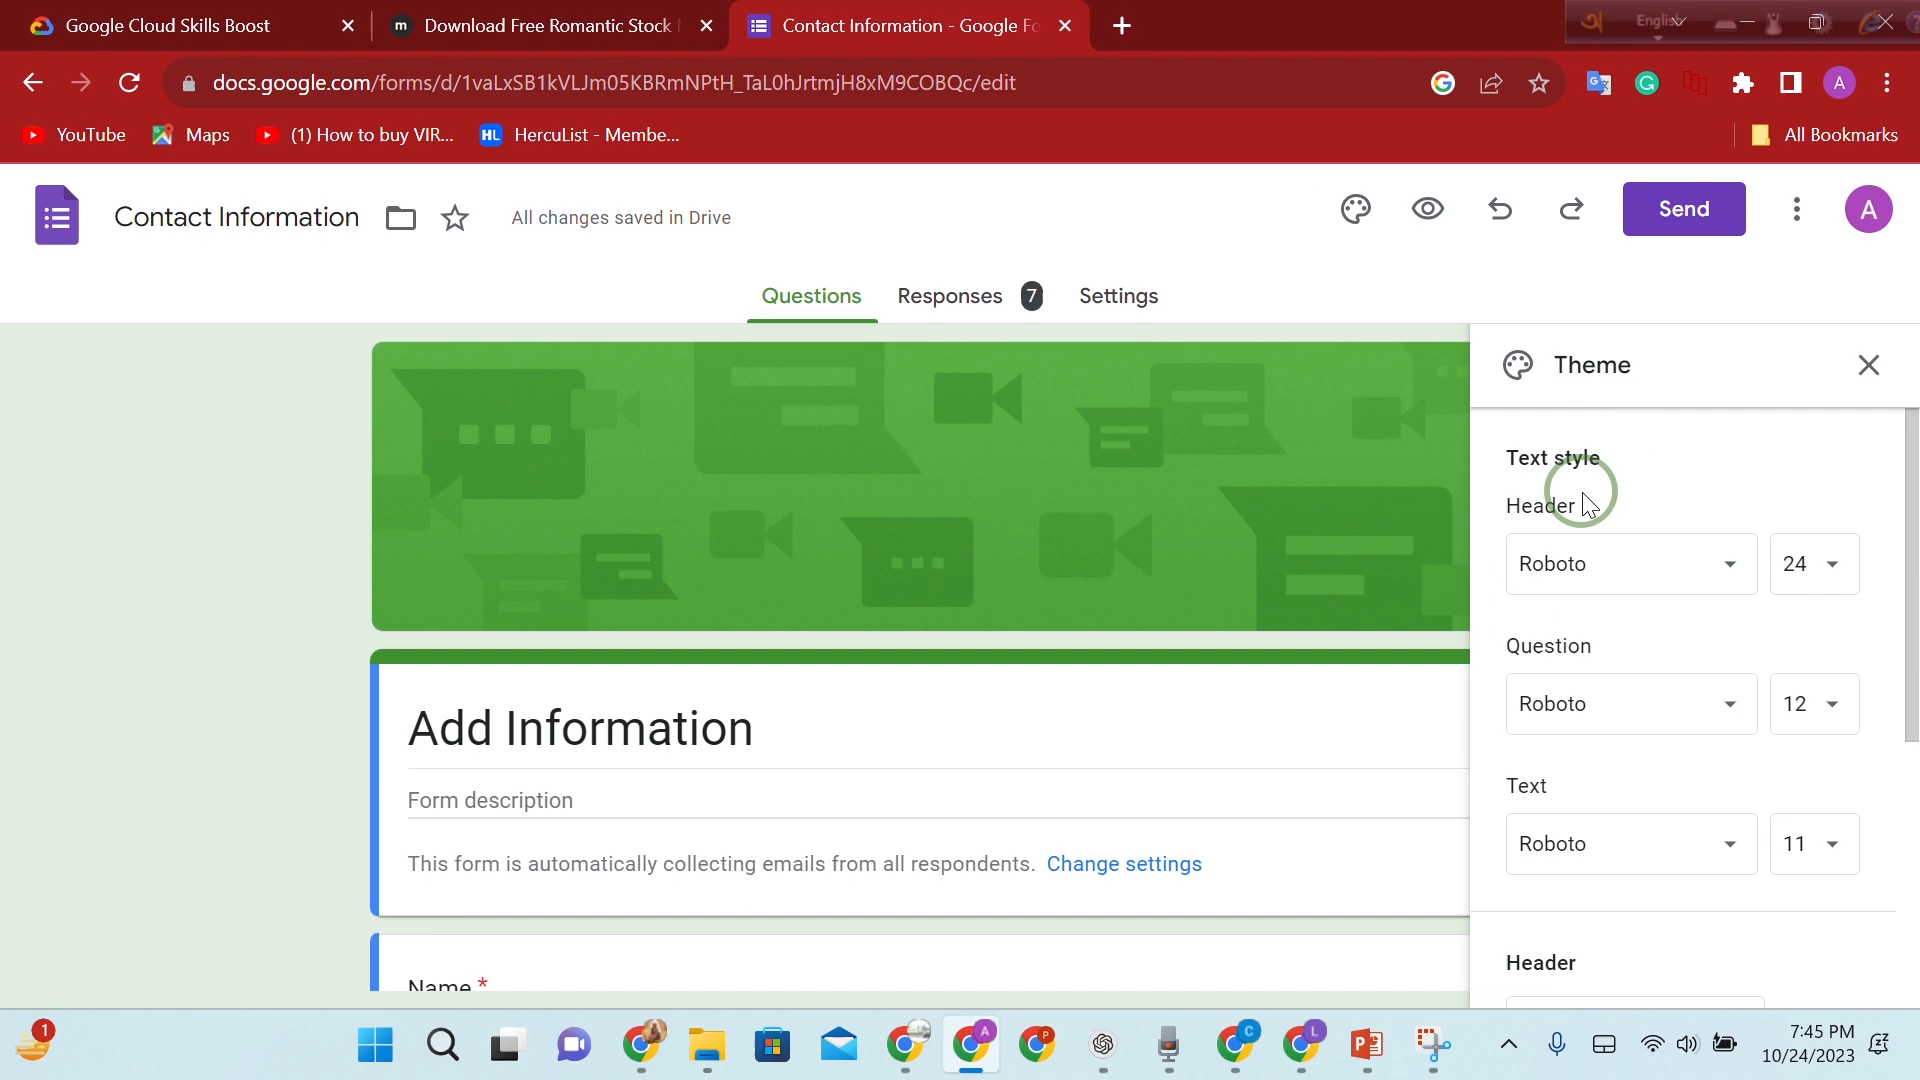 Google Cloud Skills Boost
Download Free Romantic Stock
Contact Information - Google Fo
English
docs.google.com/forms/d/1vaLxSB1kVLJm05KBRmNPtH_TaL0hJrtmjH8xM9COBQc/edit
A
YouTube
Maps
(1) How to buy VIR...
HL HercuList - Membe...
All Bookmarks
Contact Information
All changes saved in Drive
Send
A
Questions
Responses 7
Settings
Theme
Text style
Header
Roboto 24
Question
Roboto 12
Text
Roboto 11
Header
Add Information
Form description
This form is automatically collecting emails from all respondents. Change settings
Name *
1
A
P
C
L
P
7:45 PM
10/24/2023